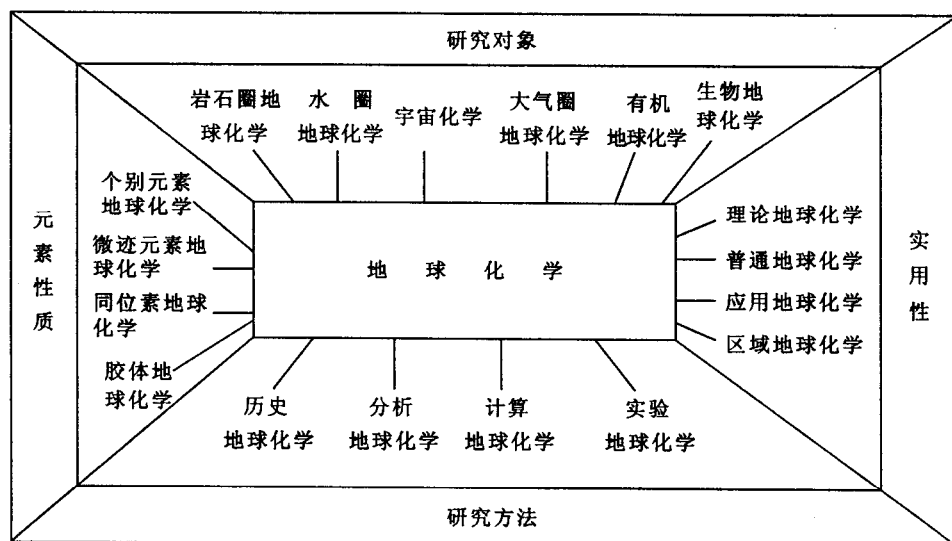 研究对象
岩石圈地
球化学
水 圈
地球化学
宇宙化学
大气圈
地球化学
有机
地球化学
生物地
球化学
元素性质
个别元素
地球化学
微迹元素地
球化学
同位素地球
化学
胶体地
球化学
地 球 化 学
理论地球化学
普通地球化学
应用地球化学
区域地球化学
实用性
历史
地球化学
分析
地球化学
计算
地球化学
实验
地球化学
研究方法